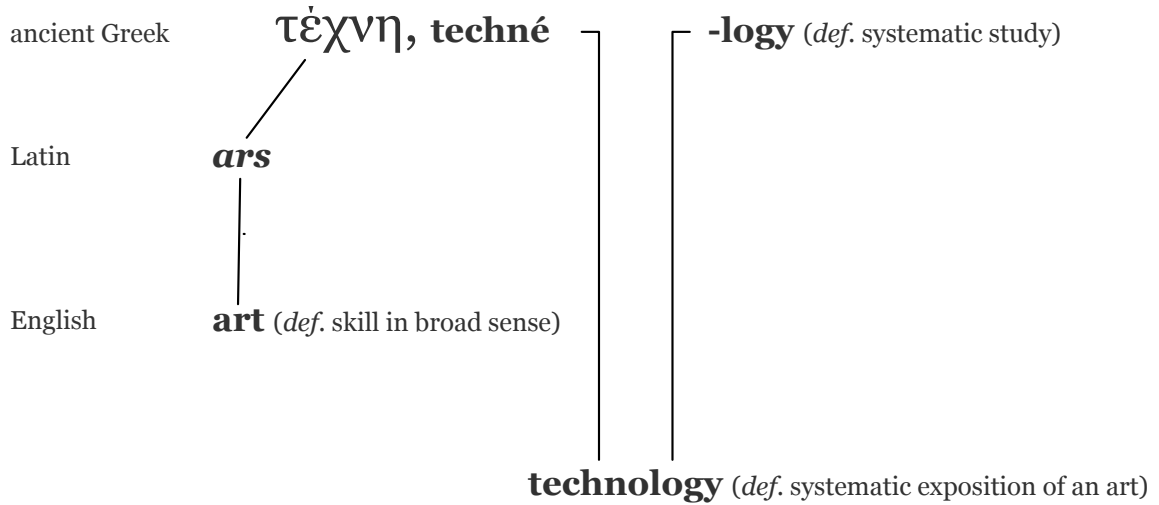 ancient Greek τέχνη, techné -logy (def. systematic study)
Latin ars
English art (def. skill in broad sense)
technology (def. systematic exposition of an art)